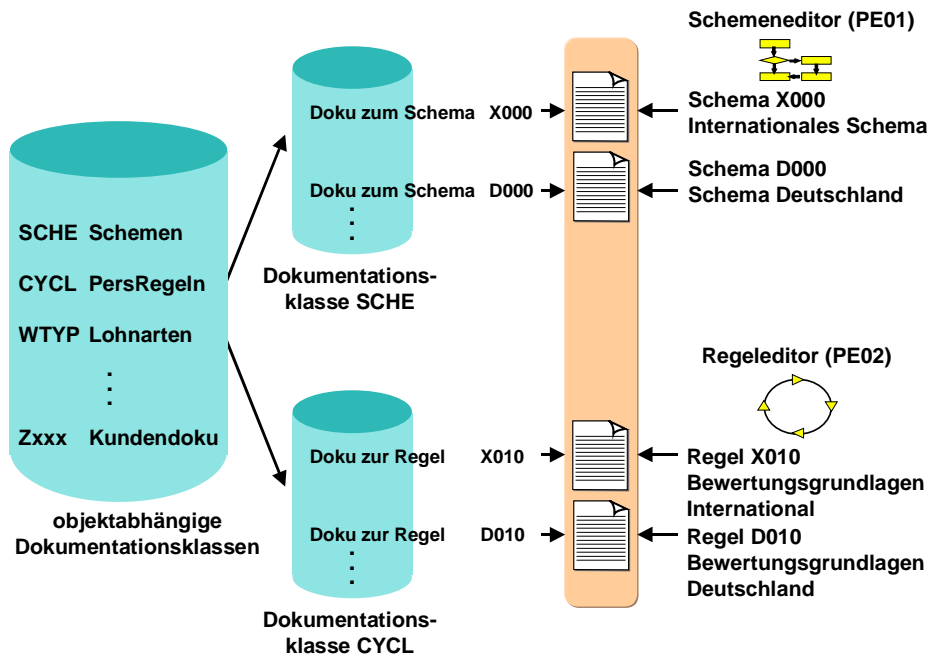 SCHE Schemen
CYCL PersRegeln
WTYP Lohnarten
. .
. .
. .
Zxxx Kundendoku
objektabhängige
Dokumentationsklassen
Doku zum Schema X000
Doku zum Schema D000
.
.
.
Dokumentations-
klasse SCHE
Doku zur Regel X010
Doku zur Regel D010
.
.
.
Dokumentations-
klasse CYCL
Schemeneditor (PE01)
Schema X000
Internationales Schema
Schema D000
Schema Deutschland
Regeleditor (PE02)
Regel X010
Bewertungsgrundlagen
International
Regel D010
Bewertungsgrundlagen
Deutschland